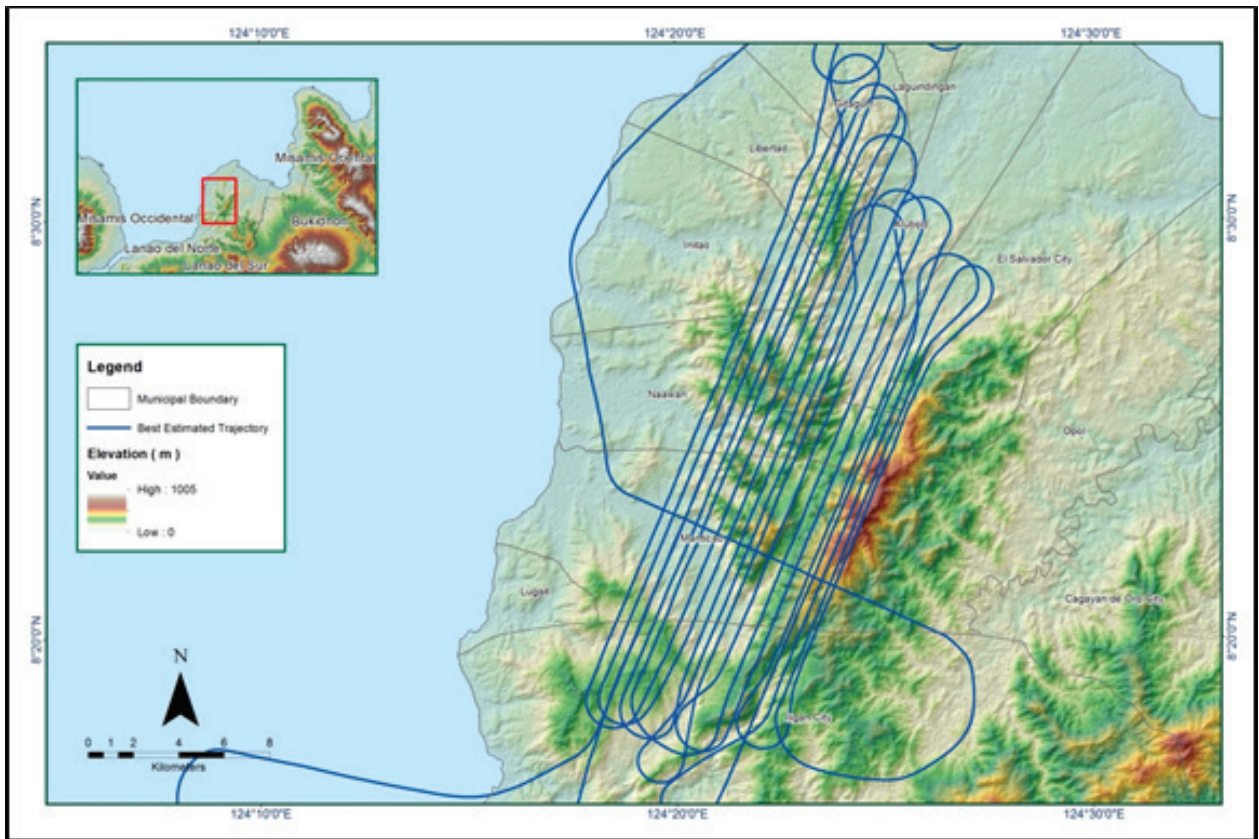 124°10'0"E
124°20'0"E
124°30'0"E
Laguindingan
Gitagum
Libertad
Misamis Oriental
Misamis Occidental
Bukidnon
Lanao del Norte
Lanao del Sur
8°30'0"N
8°30'0"N
Alubijid
Initao
El Salvador City
Legend
Municipal Boundary
Best Estimated Trajectory
Elevation ( m )
Value
High : 1005
Low : 0
Naawan
Opol
Manticao
Lugait
Cagayan de Oro City
8°20'0"N
8°20'0"N
N
Iligan City
0 1 2 4 6 8
Kilometers
124°10'0"E
124°20'0"E
124°30'0"E